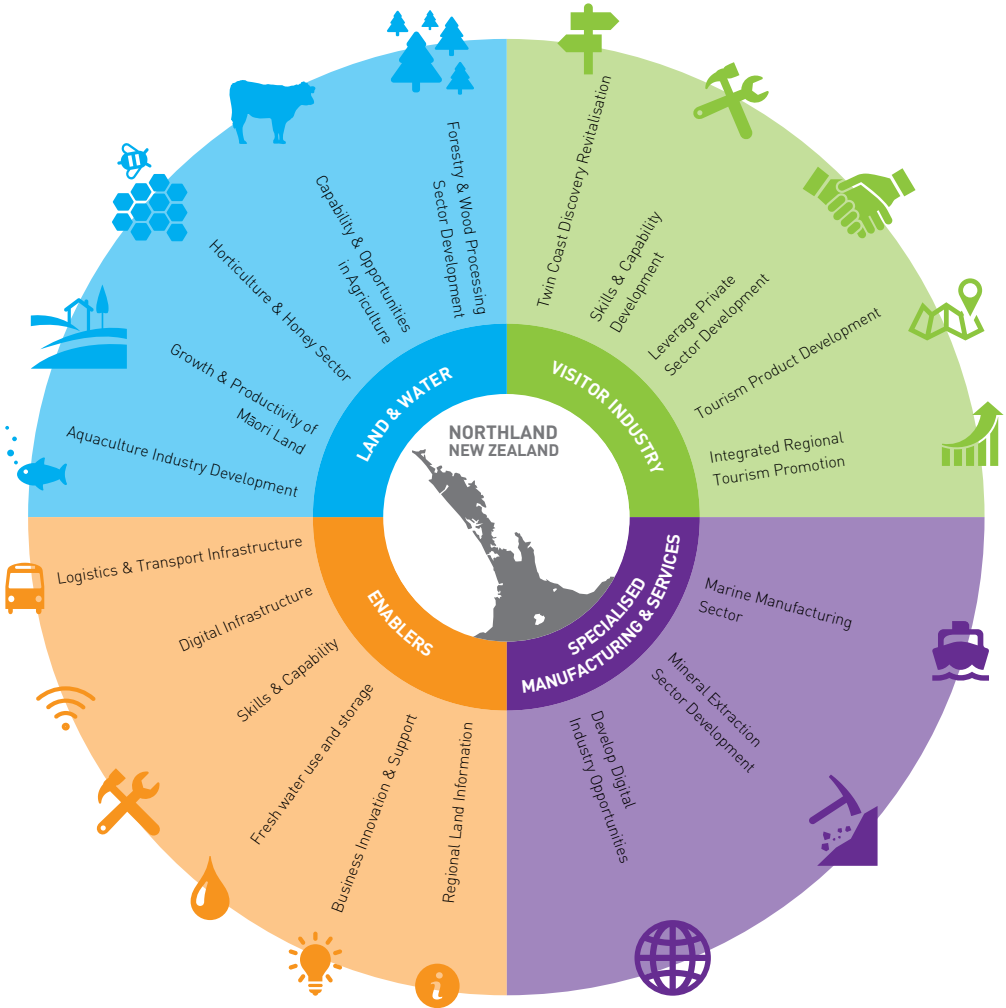 NORTHLAND
NEW ZEALAND
LAND & WATER
Aquaculture Industry Development
Growth & Productivity of
Māori Land
Horticulture & Honey Sector
Capability & Opportunities
in Agriculture
Forestry & Wood Processing
Sector Development
VISITOR INDUSTRY
Twin Coast Discovery Revitalisation
Skills & Capability
Development
Leverage Private
Sector Development
Tourism Product Development
Integrated Regional
Tourism Promotion
SPECIALISED
MANUFACTURING & SERVICES
Marine Manufacturing
Sector
Mineral Extraction
Sector Development
Develop Digital
Industry Opportunities
ENABLERS
Logistics & Transport Infrastructure
Digital Infrastructure
Skills & Capability
Fresh water use and storage
Business Innovation & Support
Regional Land Information
i